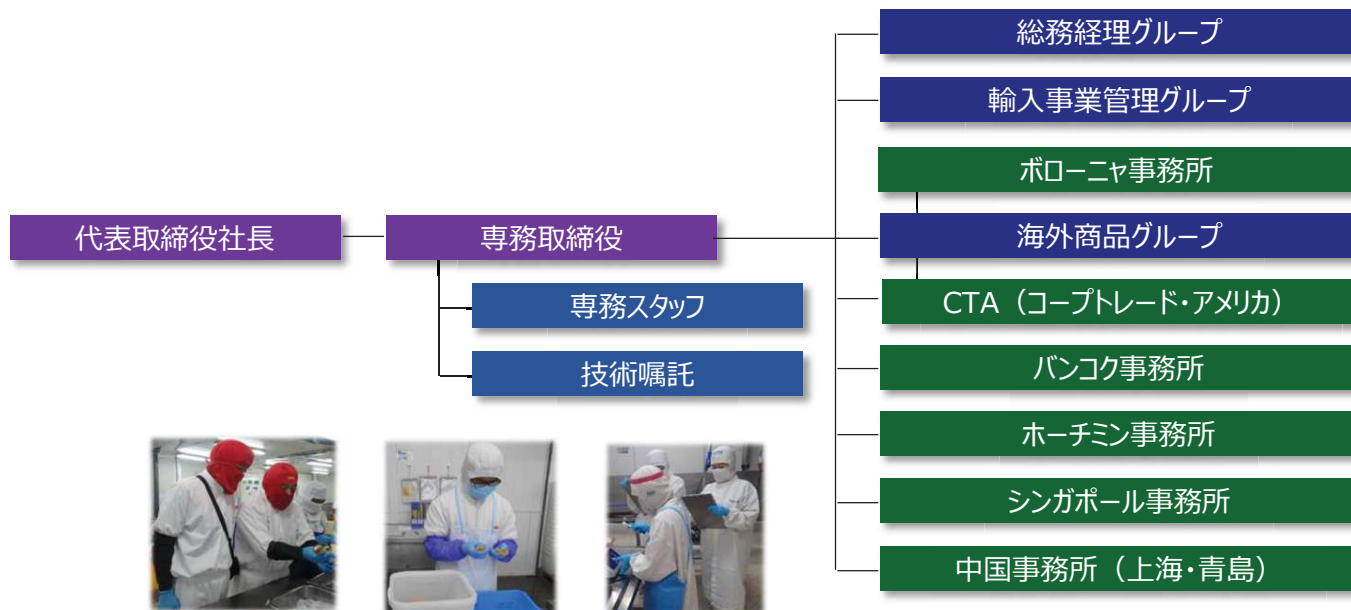 代表取締役社長
専務取締役
専務スタッフ
技術嘱託
総務経理グループ
輸入事業管理グループ
ボローニャ事務所
海外商品グループ
CTA（コープトレード・アメリカ）
バンコク事務所
ホーチミン事務所
シンガポール事務所
中国事務所（上海・青島）